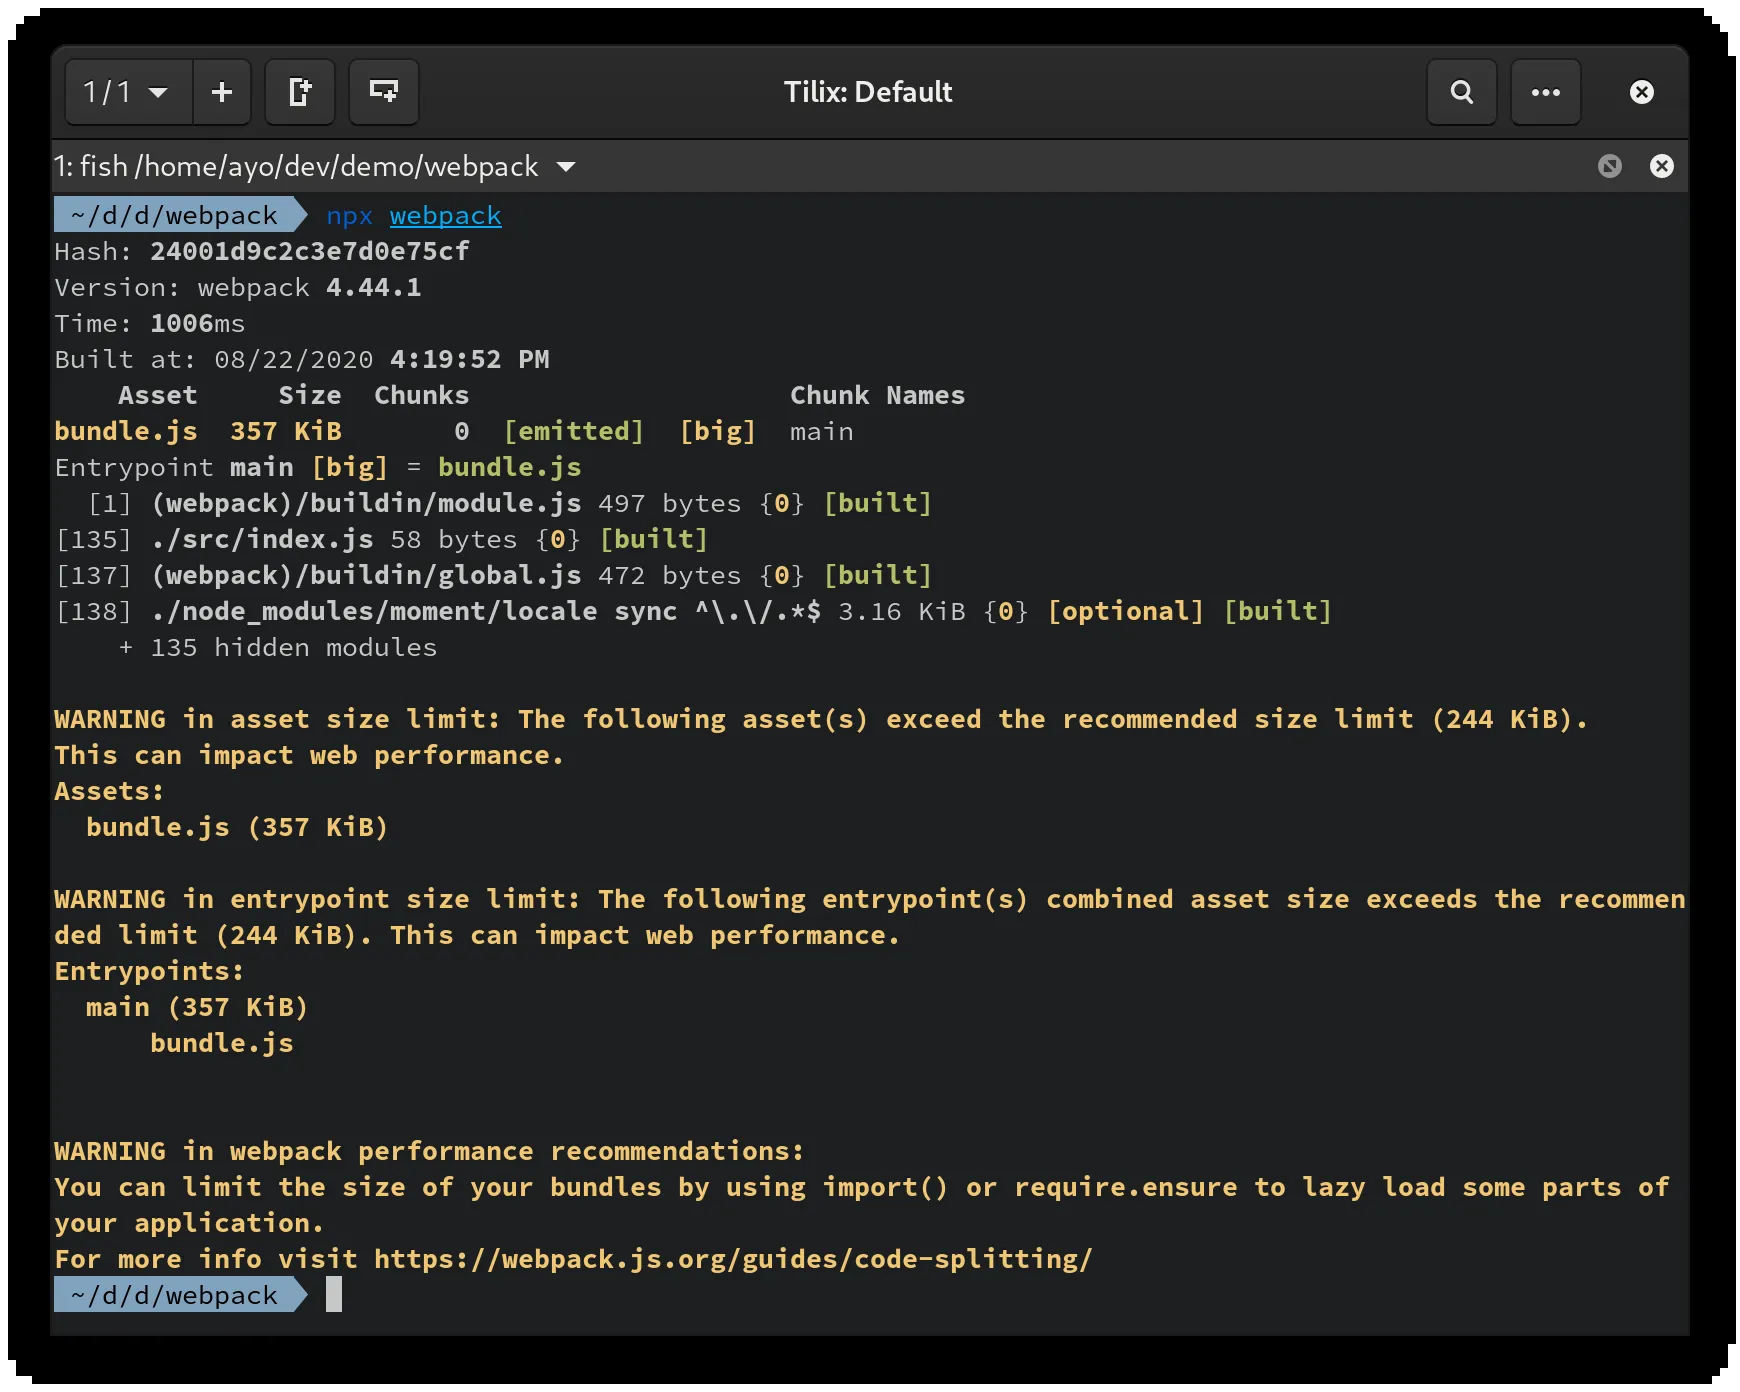 1/1
Tilix: Default
1: fish /home/ayo/dev/demo/webpack
~/d/d/webpack npx webpack
Hash: 24001d9c2c3e7d0e75cf
Version: webpack 4.44.1
Time: 1006ms
Built at: 08/22/2020 4:19:52 PM
Asset Size Chunks Chunk Names
bundle.js 357 KiB 0 [emitted] [big] main
Entrypoint main [big] = bundle.js
[1] (webpack)/buildin/module.js 497 bytes {0} [built]
[135] ./src/index.js 58 bytes {0} [built]
[137] (webpack)/buildin/global.js 472 bytes {0} [built]
[138] ./node_modules/moment/locale sync ^\.\/.*$ 3.16 KiB {0} [optional] [built]
+ 135 hidden modules
WARNING in asset size limit: The following asset(s) exceed the recommended size limit (244 KiB).
This can impact web performance.
Assets:
bundle.js (357 KiB)
WARNING in entrypoint size limit: The following entrypoint(s) combined asset size exceeds the recommen
ded limit (244 KiB). This can impact web performance.
Entrypoints:
main (357 KiB)
bundle.js
WARNING in webpack performance recommendations:
You can limit the size of your bundles by using import() or require.ensure to lazy load some parts of
your application.
For more info visit https://webpack.js.org/guides/code-splitting/
~/d/d/webpack